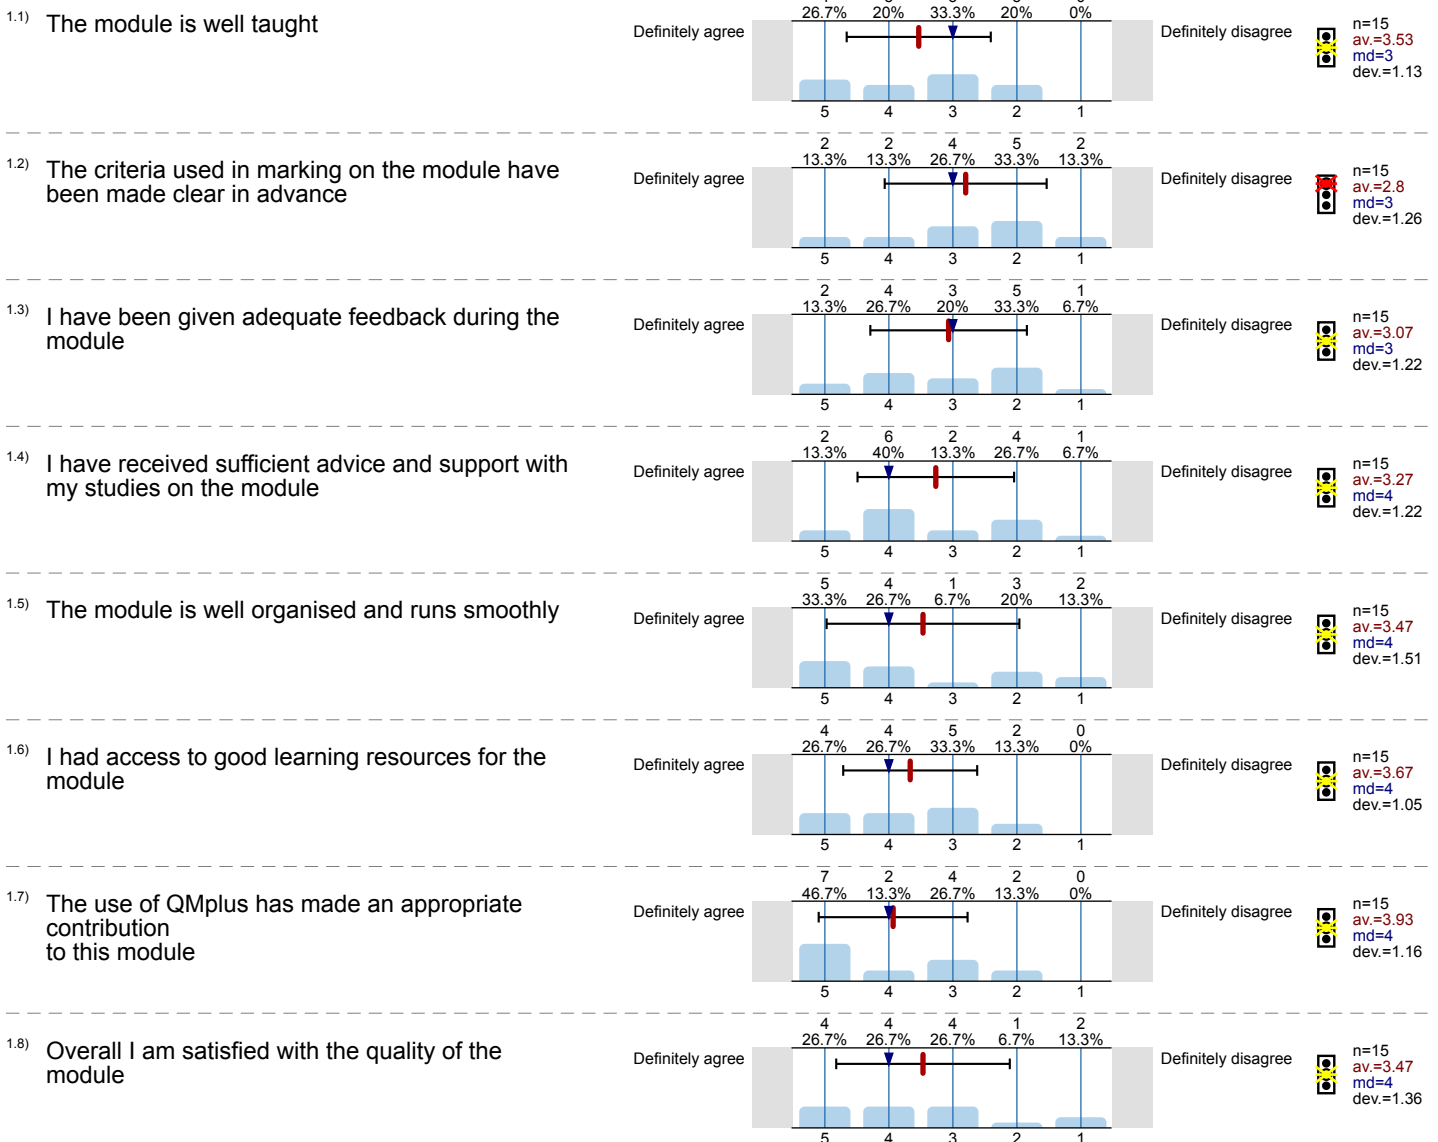 26.7% 20% 33.3% 20% 0%
1.1) The module is well taught Definitely agree Definitely disagree n=15
av.=3.53
md=3
dev.=1.13
5 4 3 2 1
2 2 4 5 2
13.3% 13.3% 26.7% 33.3% 13.3%
1.2) The criteria used in marking on the module have Definitely agree Definitely disagree n=15
been made clear in advance av.=2.8
md=3
dev.=1.26
5 4 3 2 1
2 4 3 5 1
13.3% 26.7% 20% 33.3% 6.7%
1.3) I have been given adequate feedback during the Definitely agree Definitely disagree n=15
module av.=3.07
md=3
dev.=1.22
5 4 3 2 1
2 6 2 4 1
13.3% 40% 13.3% 26.7% 6.7%
1.4) I have received sufficient advice and support with Definitely agree Definitely disagree n=15
my studies on the module av.=3.27
md=4
dev.=1.22
5 4 3 2 1
5 4 1 3 2
33.3% 26.7% 6.7% 20% 13.3%
1.5) The module is well organised and runs smoothly Definitely agree Definitely disagree n=15
av.=3.47
md=4
dev.=1.51
5 4 3 2 1
4 4 5 2 0
26.7% 26.7% 33.3% 13.3% 0%
1.6) I had access to good learning resources for the Definitely agree Definitely disagree n=15
module av.=3.67
md=4
dev.=1.05
5 4 3 2 1
7 2 4 2 0
46.7% 13.3% 26.7% 13.3% 0%
1.7) The use of QMplus has made an appropriate Definitely agree Definitely disagree n=15
contribution av.=3.93
to this module md=4
dev.=1.16
5 4 3 2 1
4 4 4 1 2
26.7% 26.7% 26.7% 6.7% 13.3%
1.8) Overall I am satisfied with the quality of the Definitely agree Definitely disagree n=15
module av.=3.47
md=4
dev.=1.36
5 4 3 2 1